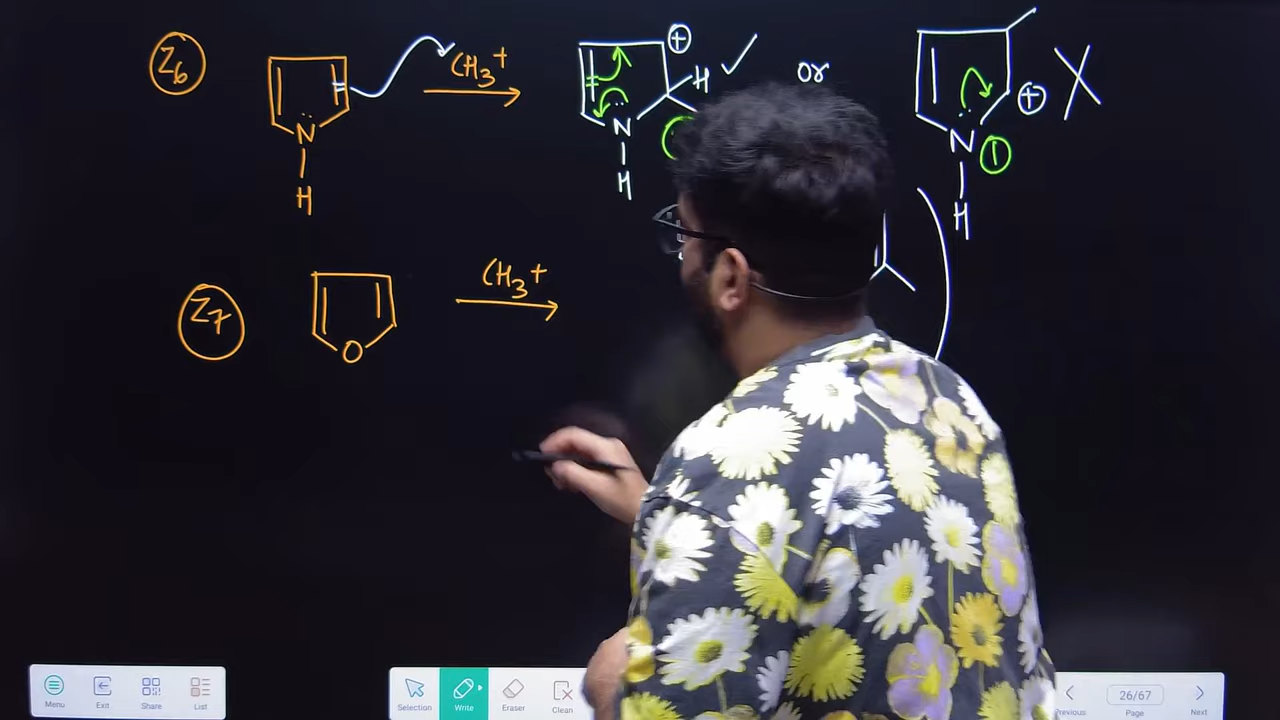 Z6
CH3+
N
H
⊕
H
✓
N
H
or
⊕
X
N
①
H
Z7
O
CH3+
Menu
Exit
Share
List
Selection
Write
Eraser
Clean
26/67
Page
Previous
Next